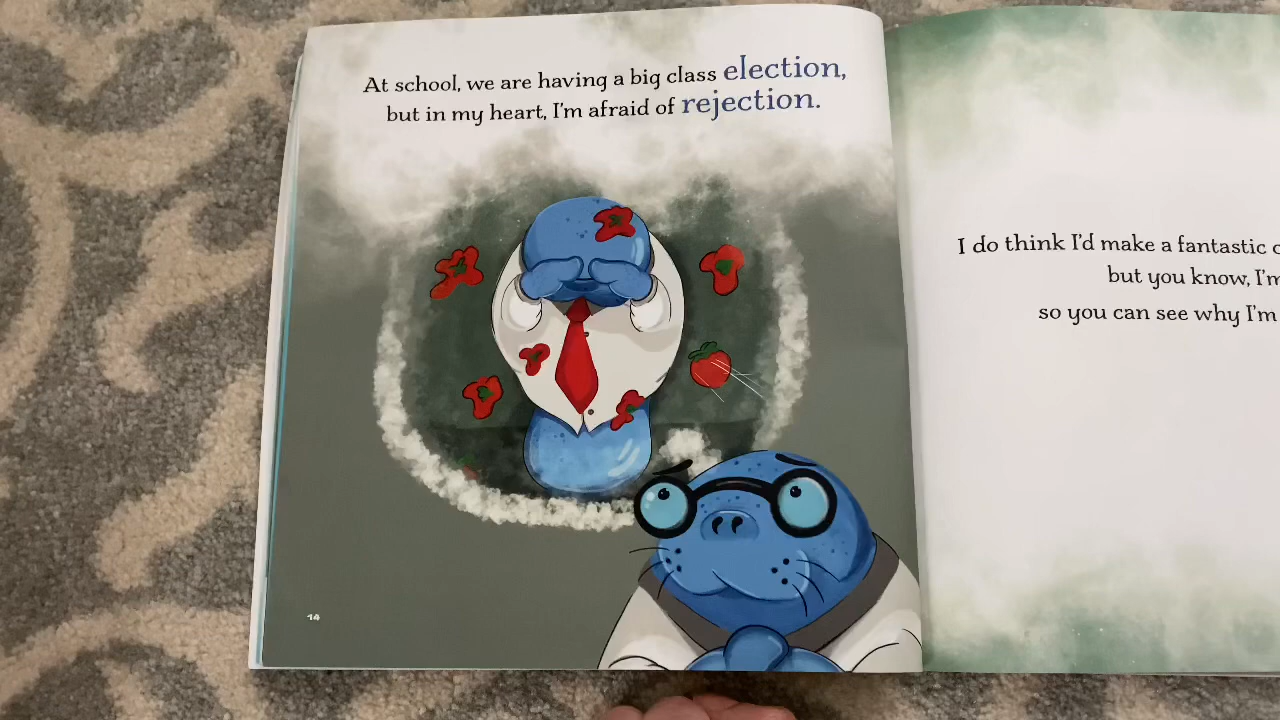 At school, we are having a big class election,
but in my heart, I'm afraid of rejection.
14
I do think I'd make a fantastic
but you know, I'm
so you can see why I'm